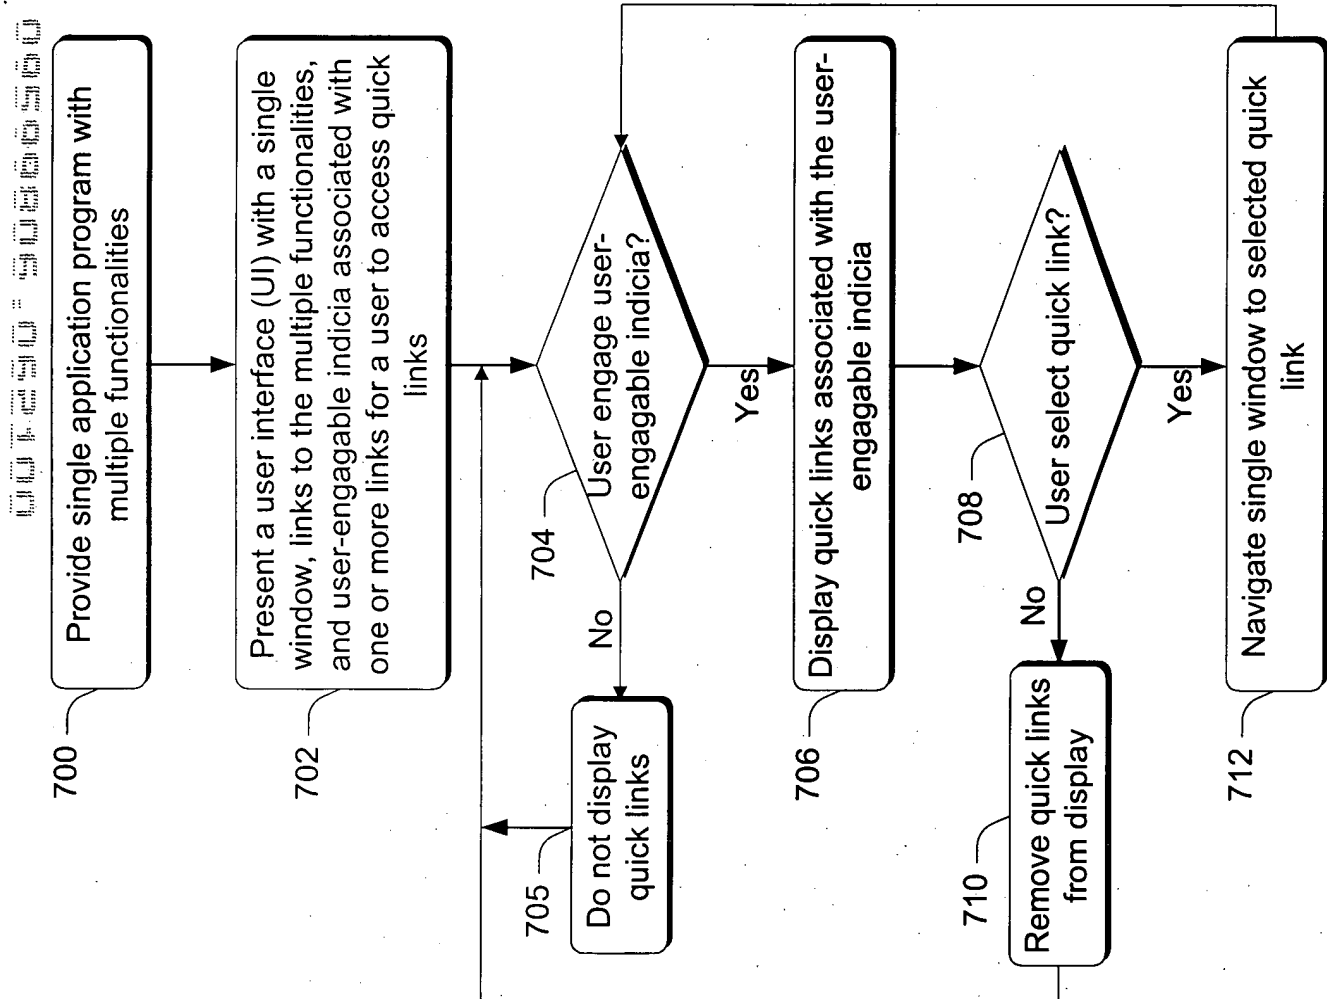 700
Provide single application program with
multiple functionalities
702
Present a user interface (UI) with a single
window, links to the multiple functionalities,
and user-engagable indicia associated with
one or more links for a user to access quick
links
704
User engage user-
engagable indicia?
No
Yes
705
Do not display
quick links
706
Display quick links associated with the user-
engagable indicia
708
User select quick link?
No
Yes
710
Remove quick links
from display
712
Navigate single window to selected quick
link